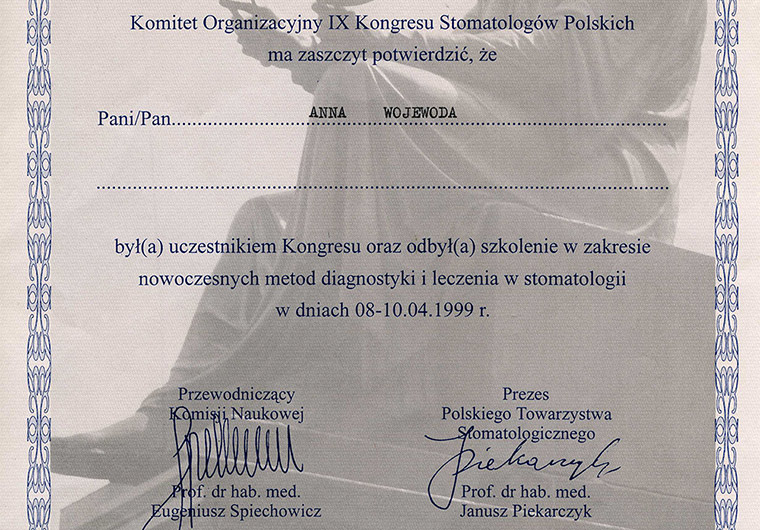 Komitet Organizacyjny IX Kongresu Stomatologów Polskich
ma zaszczyt potwierdzić, że
Pani/Pan..........ANNA WOJEWODA..........
był(a) uczestnikiem Kongresu oraz odbył(a) szkolenie w zakresie
nowoczesnych metod diagnostyki i leczenia w stomatologii
w dniach 08-10.04.1999 r.
Przewodniczący
Komisji Naukowej
Prof. dr hab. med.
Eugeniusz Spiechowicz
Prezes
Polskiego Towarzystwa
Stomatologicznego
JPiekarczyk
Prof. dr hab. med.
Janusz Piekarczyk